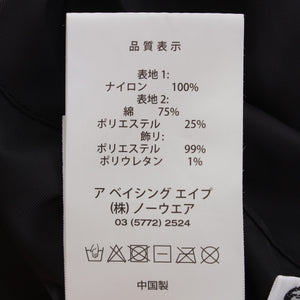 品質表示
表地 1:
ナイロン 100%
表地 2:
綿 75%
ポリエステル 25%
飾リ:
ポリエステル 99%
ポリウレタン 1%
ア ベイシング エイプ
(株) ノーウエア
03 (5772) 2524
中国製